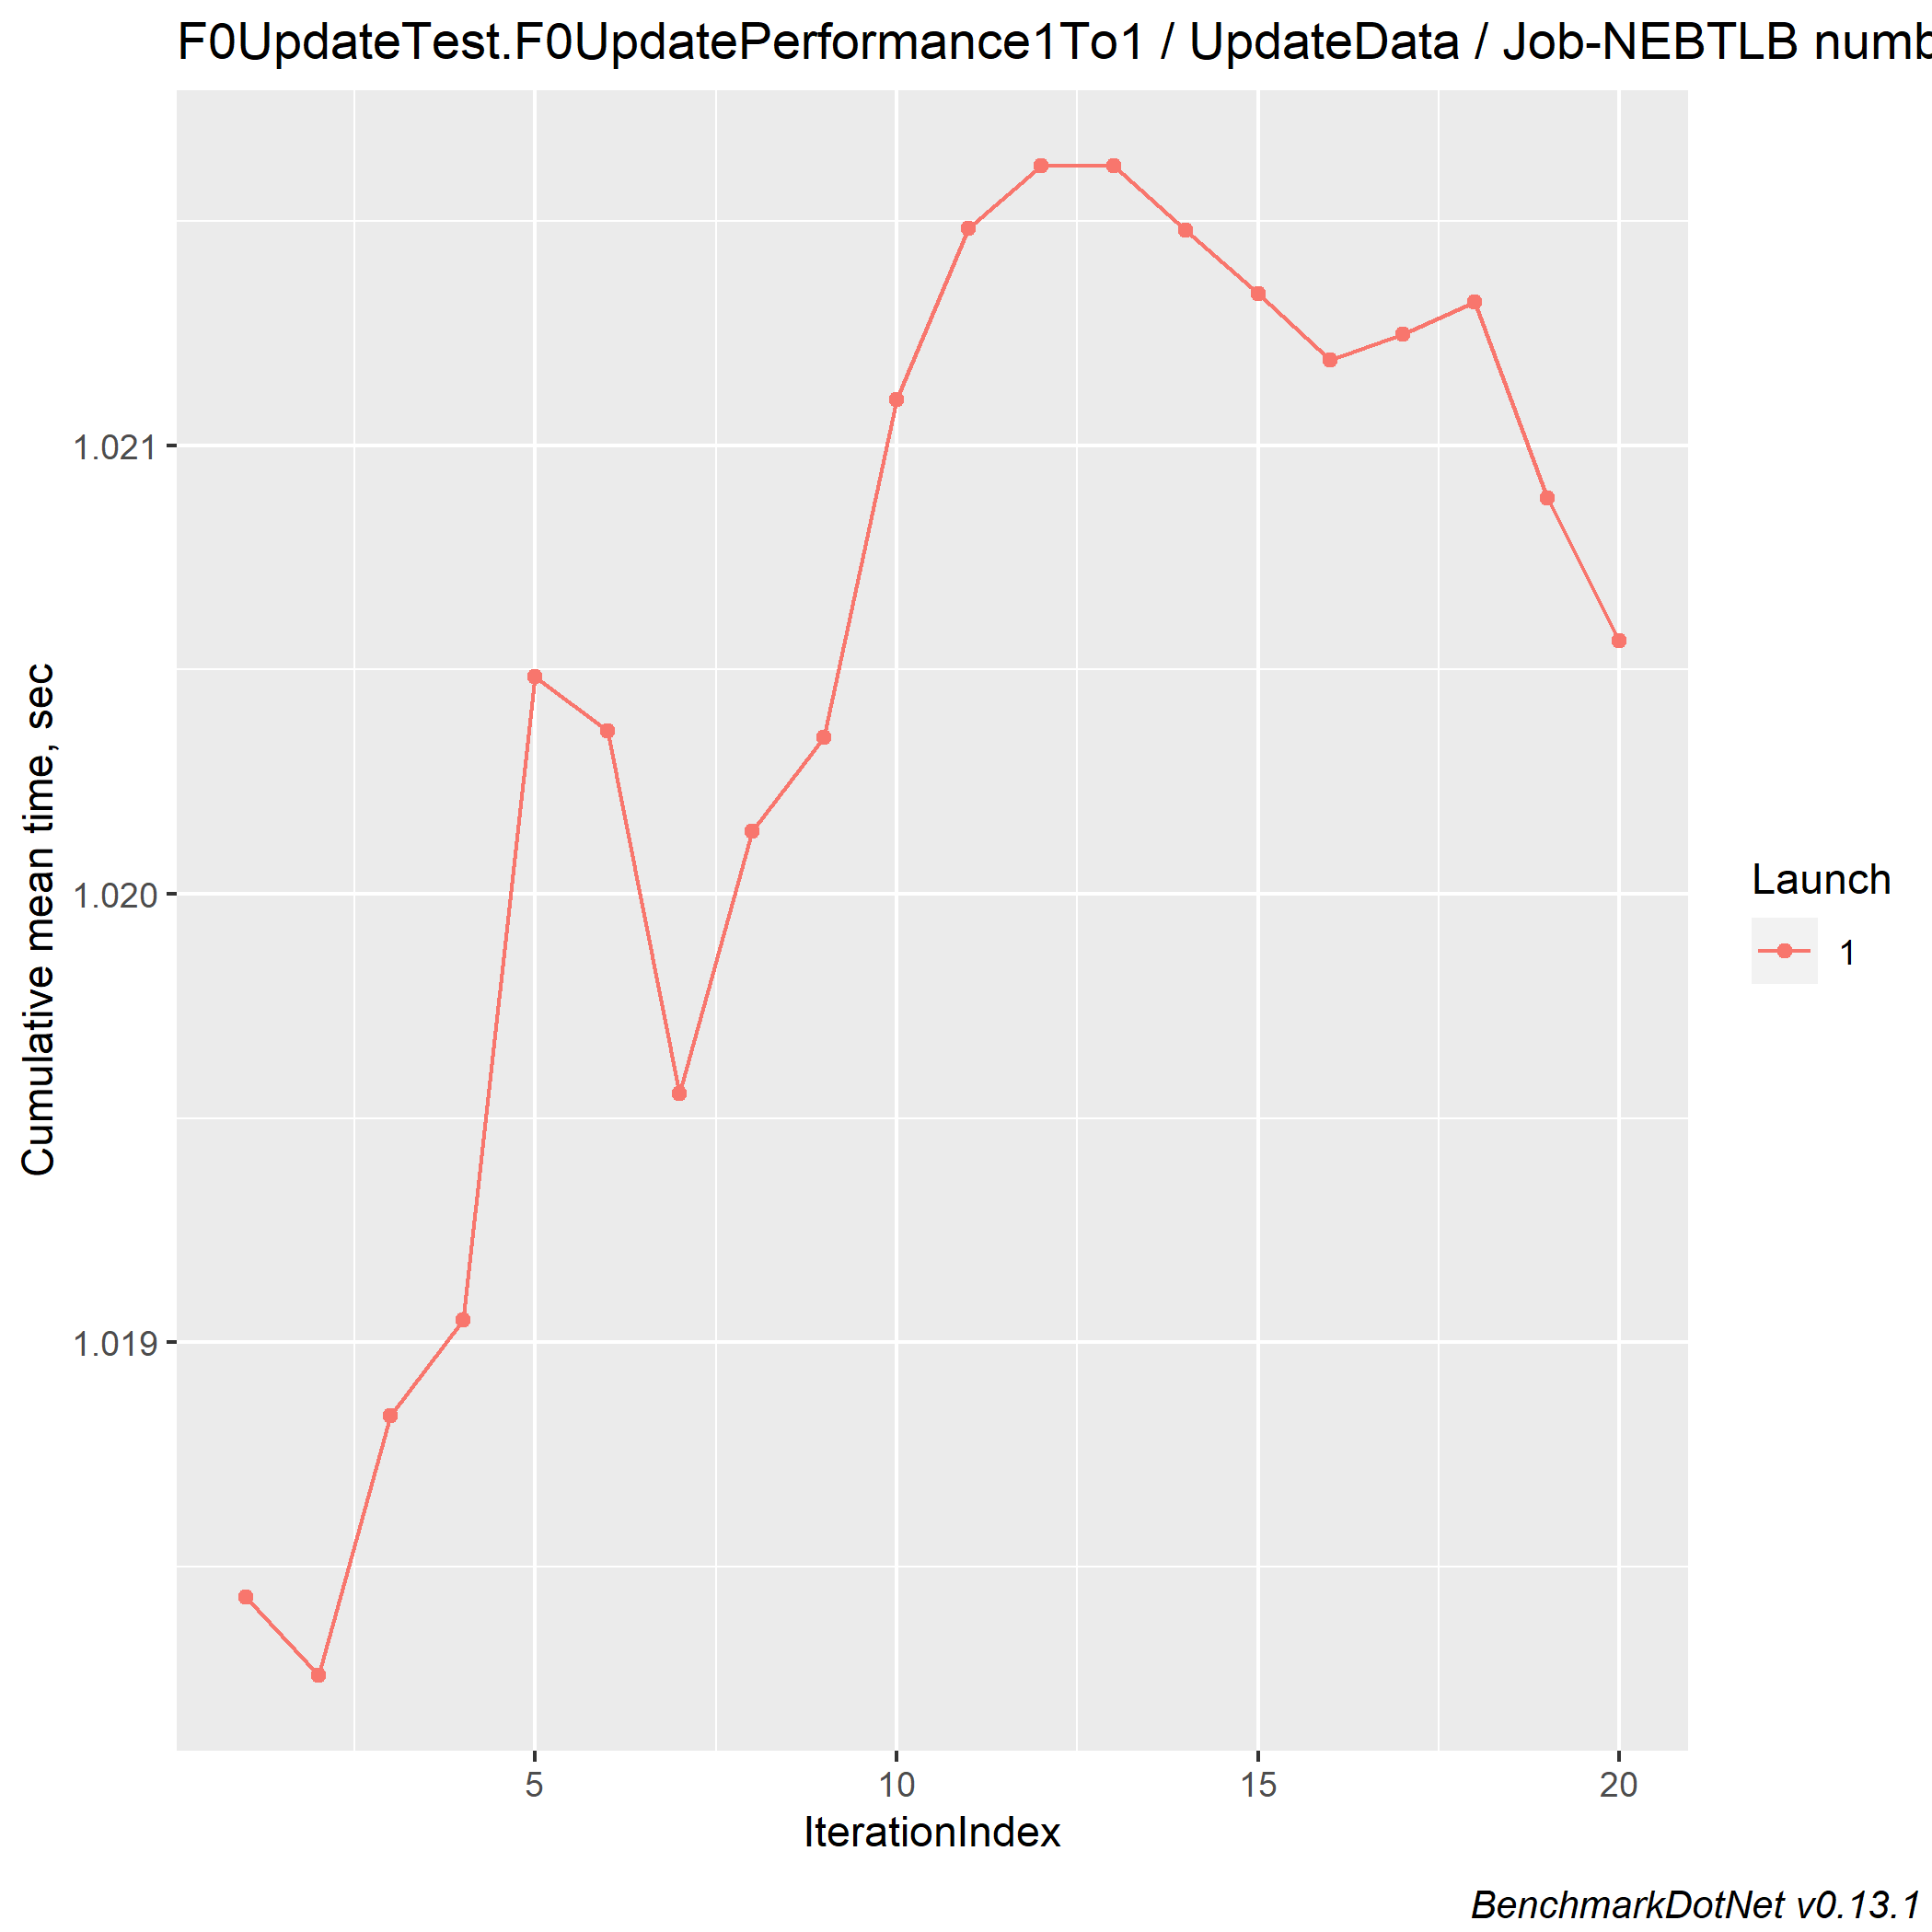 F0UpdateTest.F0UpdatePerformance1To1 / UpdateData / Job-NEBTLB numb
Cumulative mean time, sec
1.021
1.020
1.019
5 10 15 20
IterationIndex
Launch
1
BenchmarkDotNet v0.13.1